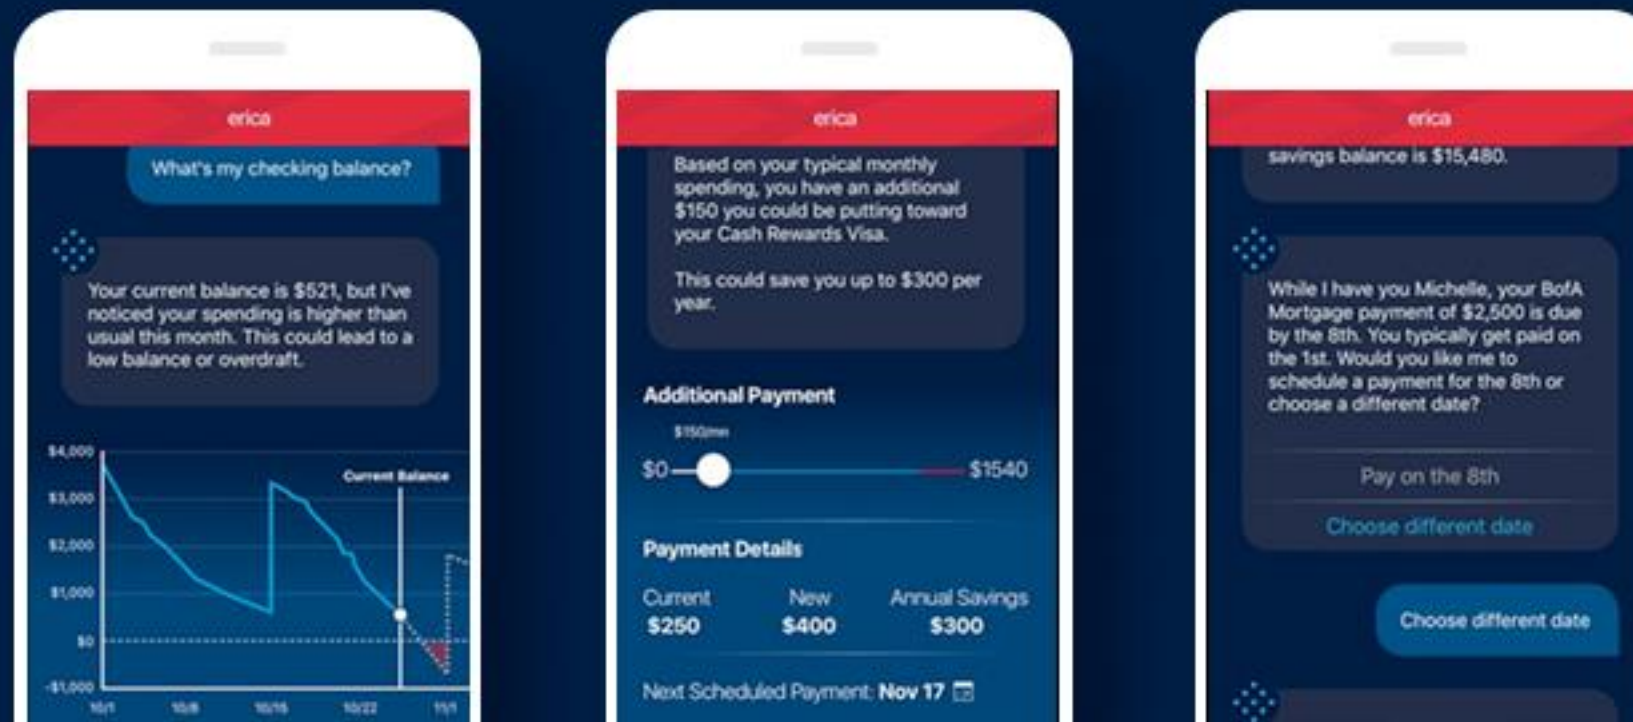 erica
What's my checking balance?
Your current balance is $521, but I've
noticed your spending is higher than
usual this month. This could lead to a
low balance or overdraft.
$4,000
Current Balance
$3,000
$2,000
$1,000
$0
-$1,000
10/1 10/8 10/15 10/22 11/1
erica
Based on your typical monthly
spending, you have an additional
$150 you could be putting toward
your Cash Rewards Visa.
This could save you up to $300 per
year.
Additional Payment
$150/mn
$0 $1540
Payment Details
Current New Annual Savings
$250 $400 $300
Next Scheduled Payment: Nov 17
erica
savings balance is $15,480.
While I have you Michelle, your BofA
Mortgage payment of $2,500 is due
by the 8th. You typically get paid on
the 1st. Would you like me to
schedule a payment for the 8th or
choose a different date?
Pay on the 8th
Choose different date
Choose different date